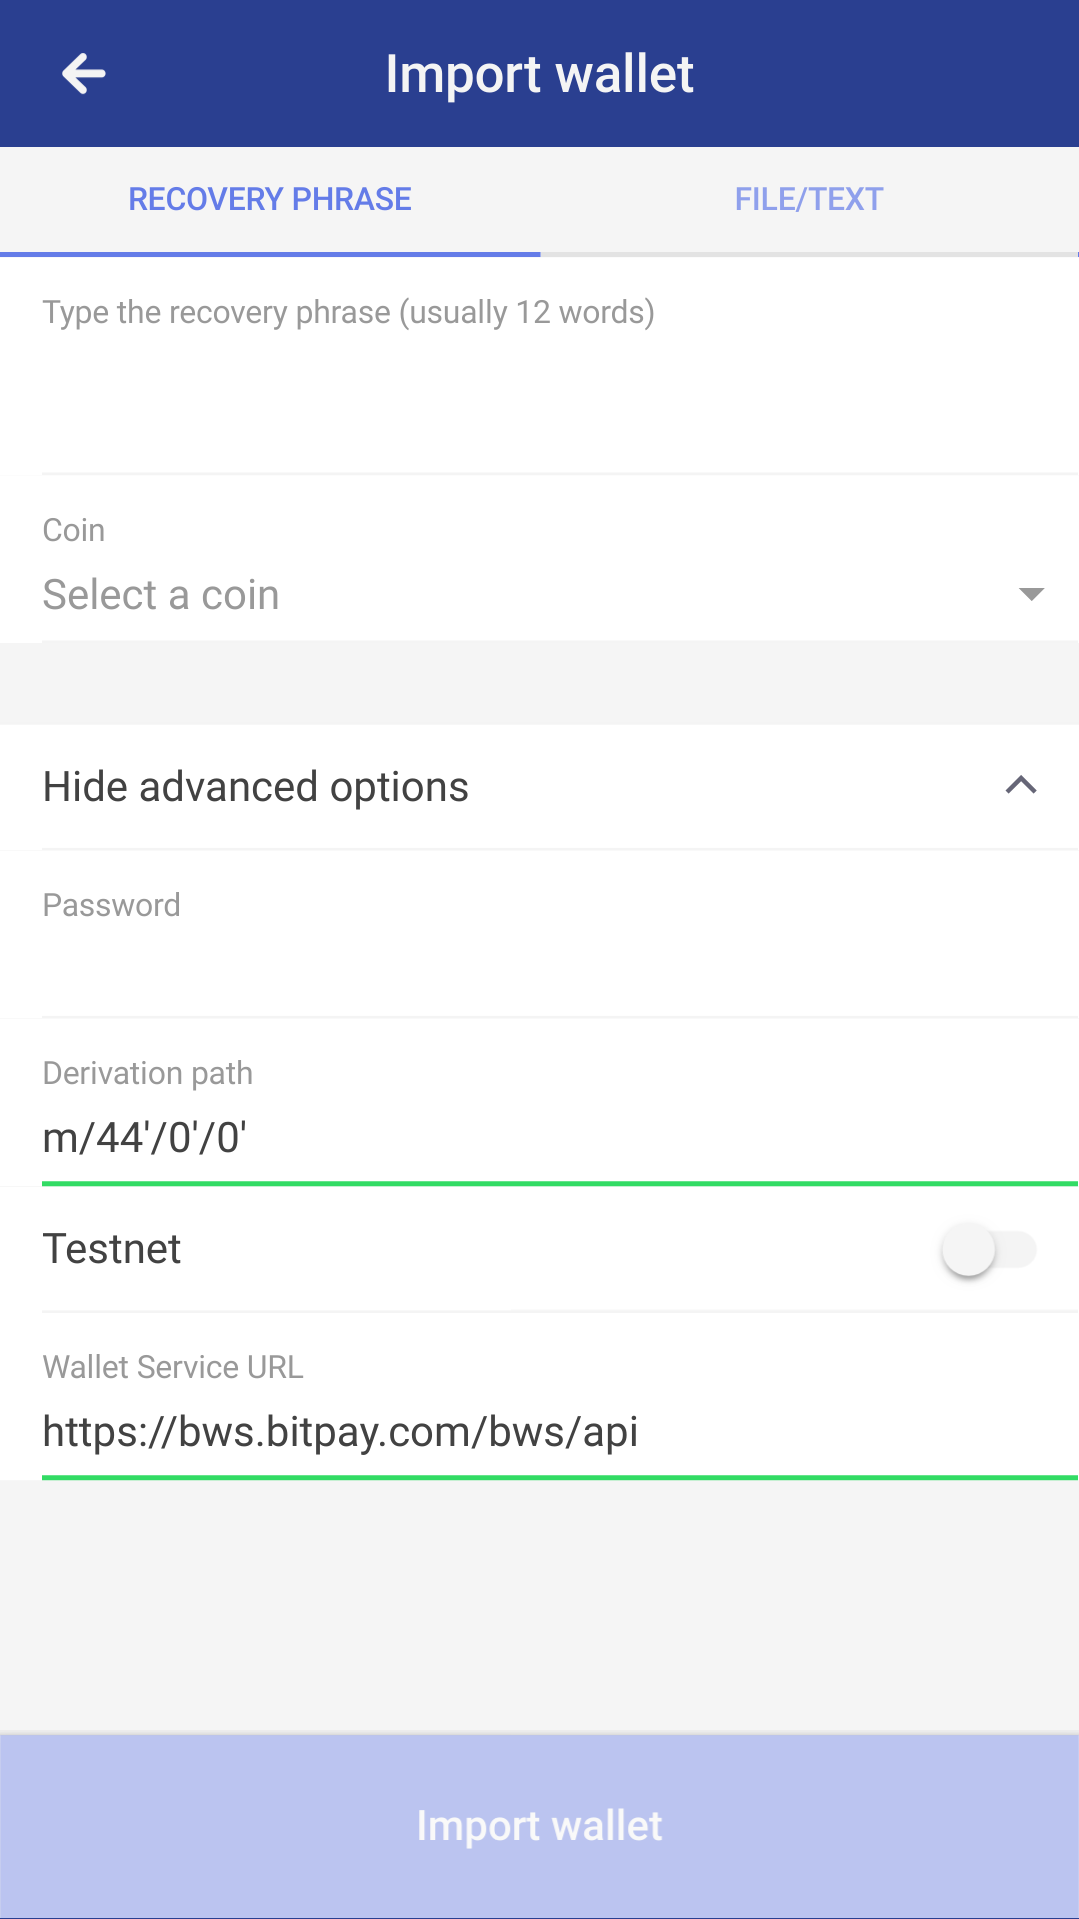 Import wallet
RECOVERY PHRASE
FILE/TEXT
Type the recovery phrase (usually 12 words)
Coin
Select a coin
Hide advanced options
Password
Derivation path
m/44'/0'/0'
Testnet
Wallet Service URL
https://bws.bitpay.com/bws/api
Import wallet